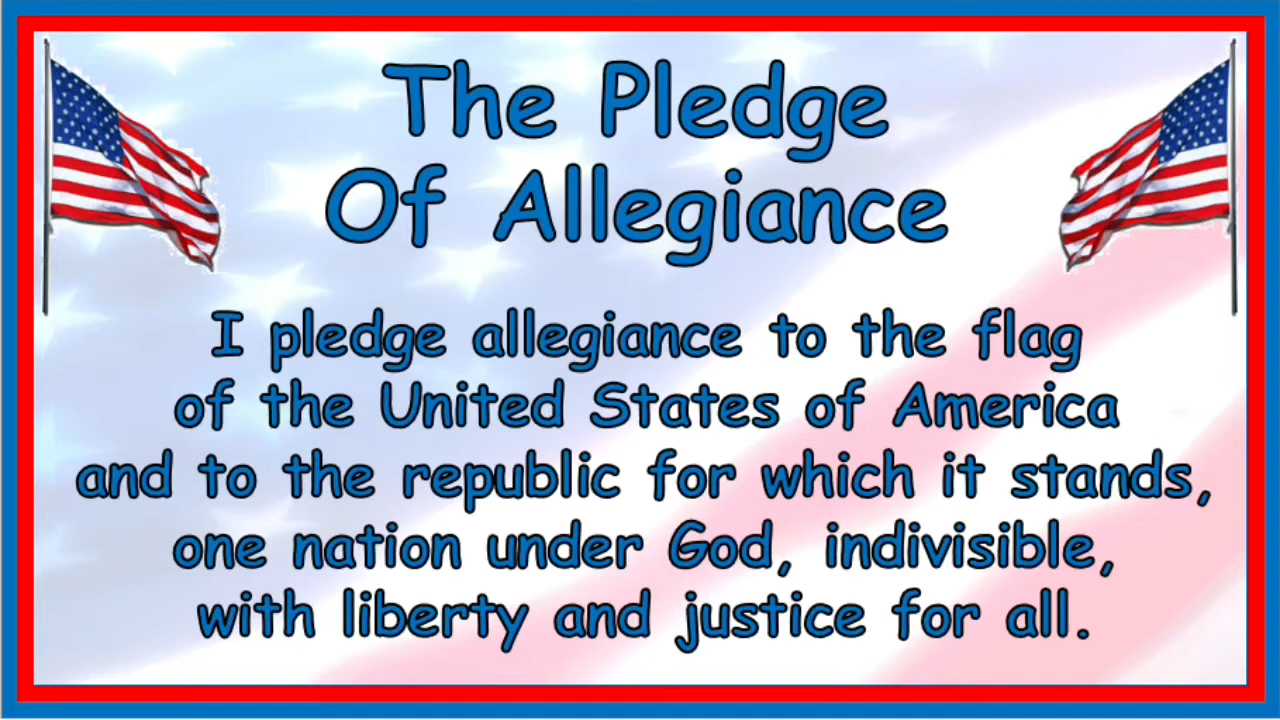 The Pledge
Of Allegiance
I pledge allegiance to the flag
of the United States of America
and to the republic for which it stands,
one nation under God, indivisible,
with liberty and justice for all.